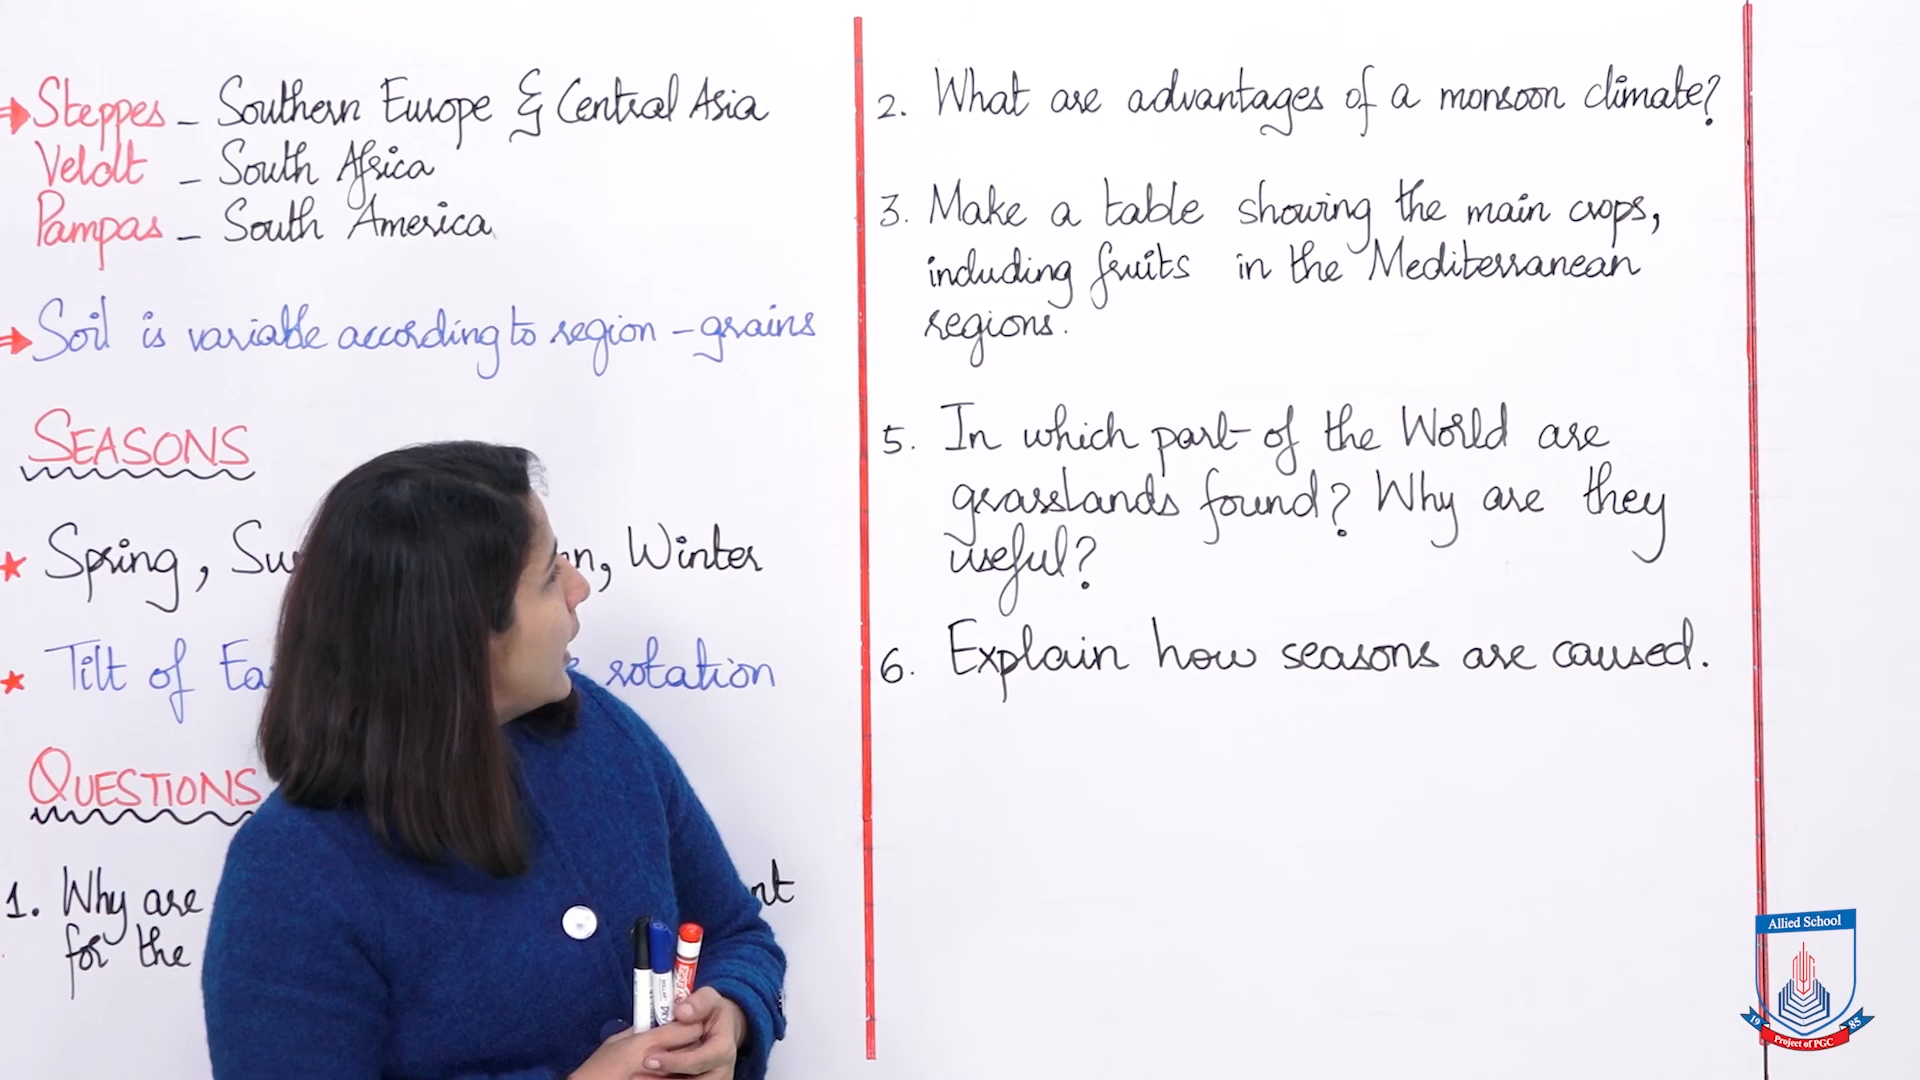 Steppes - Southern Europe & Central Asia
Veldt - South Africa
Pampas - South America
Soil is variable according to region - grains
SEASONS
Spring, Winter
Tilt of rotation
QUESTIONS
1. Why are
for the
2. What are advantages of a monsoon climate?
3. Make a table showing the main crops,
including fruits in the Mediterranean
regions.
5. In which part of the World are
grasslands found? Why are they
useful?
6. Explain how seasons are caused.
Allied School
1985
Project of PGC